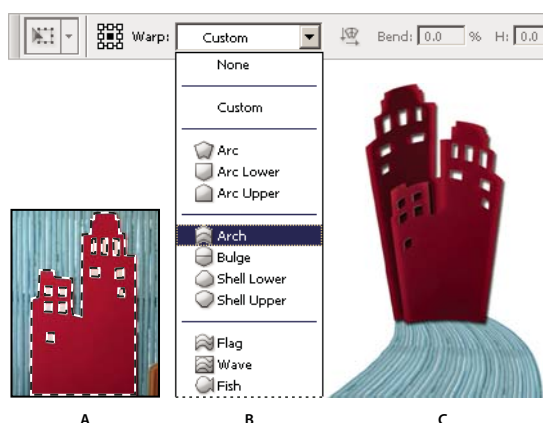 Warp: Custom Bend: 0.0 % H: 0.0
None
Custom
Arc
Arc Lower
Arc Upper
Arch
Bulge
Shell Lower
Shell Upper
Flag
Wave
Fish
A B C